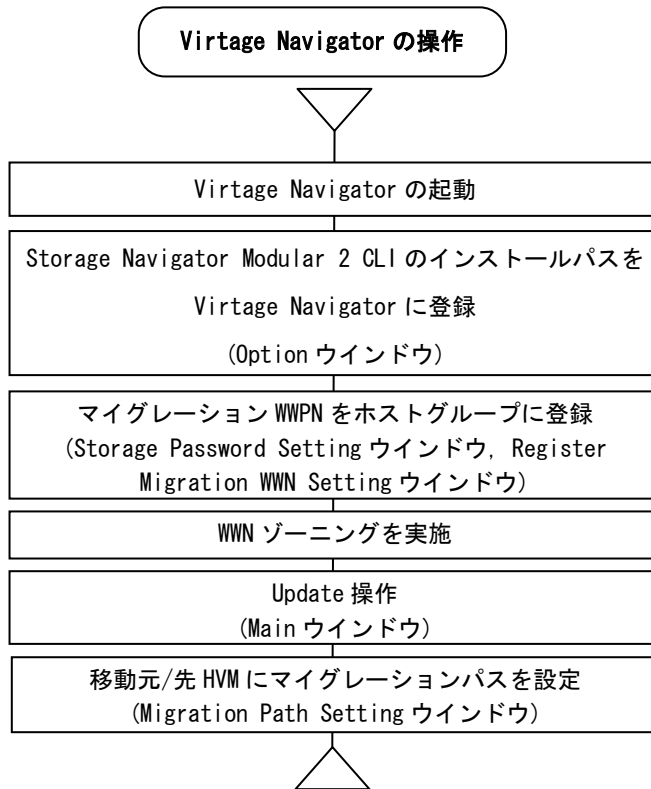 Virtage Navigator の操作
Virtage Navigator の起動
Storage Navigator Modular 2 CLI のインストールパスを
Virtage Navigator に登録
(Option ウインドウ)
マイグレーション WWPN をホストグループに登録
(Storage Password Setting ウインドウ, Register
Migration WWN Setting ウインドウ)
WWN ゾーニングを実施
Update 操作
(Main ウインドウ)
移動元/先 HVM にマイグレーションパスを設定
(Migration Path Setting ウインドウ)